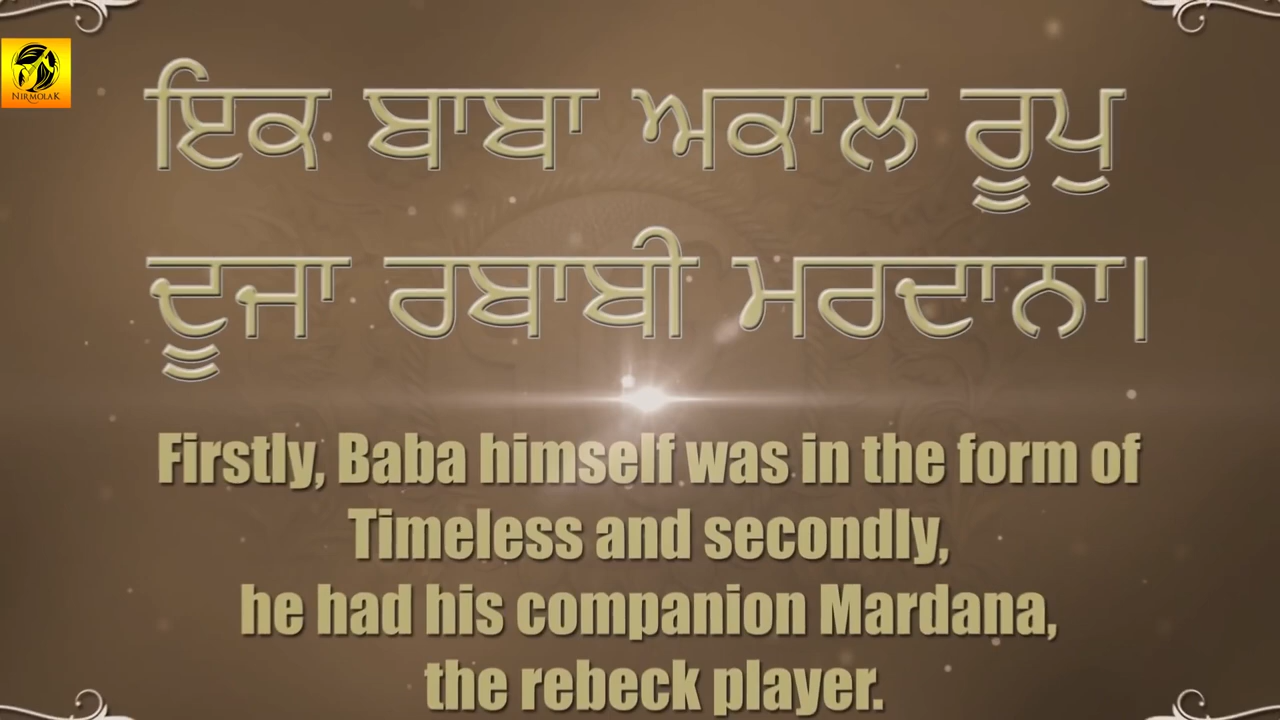 NIRMOLAK
ਇਕ ਬਾਬਾ ਅਕਾਲ ਰੂਪੁ
ਦੂਜਾ ਰਬਾਬੀ ਮਰਦਾਨਾ।
Firstly, Baba himself was in the form of
Timeless and secondly,
he had his companion Mardana,
the rebeck player.